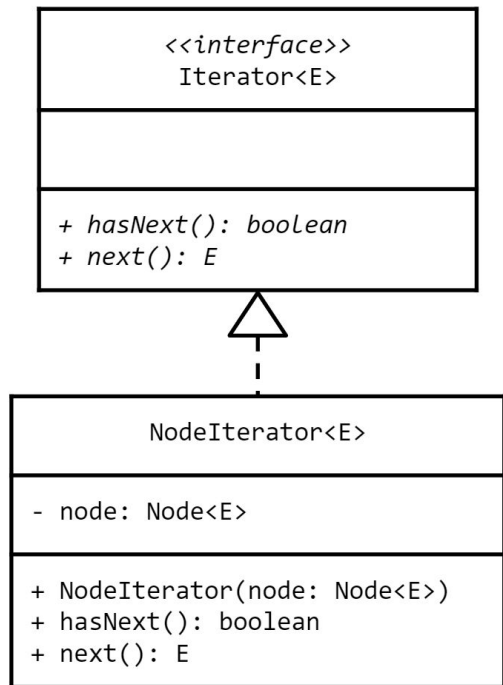 <<interface>>
Iterator<E>
+ hasNext(): boolean
+ next(): E
NodeIterator<E>
- node: Node<E>
+ NodeIterator(node: Node<E>)
+ hasNext(): boolean
+ next(): E